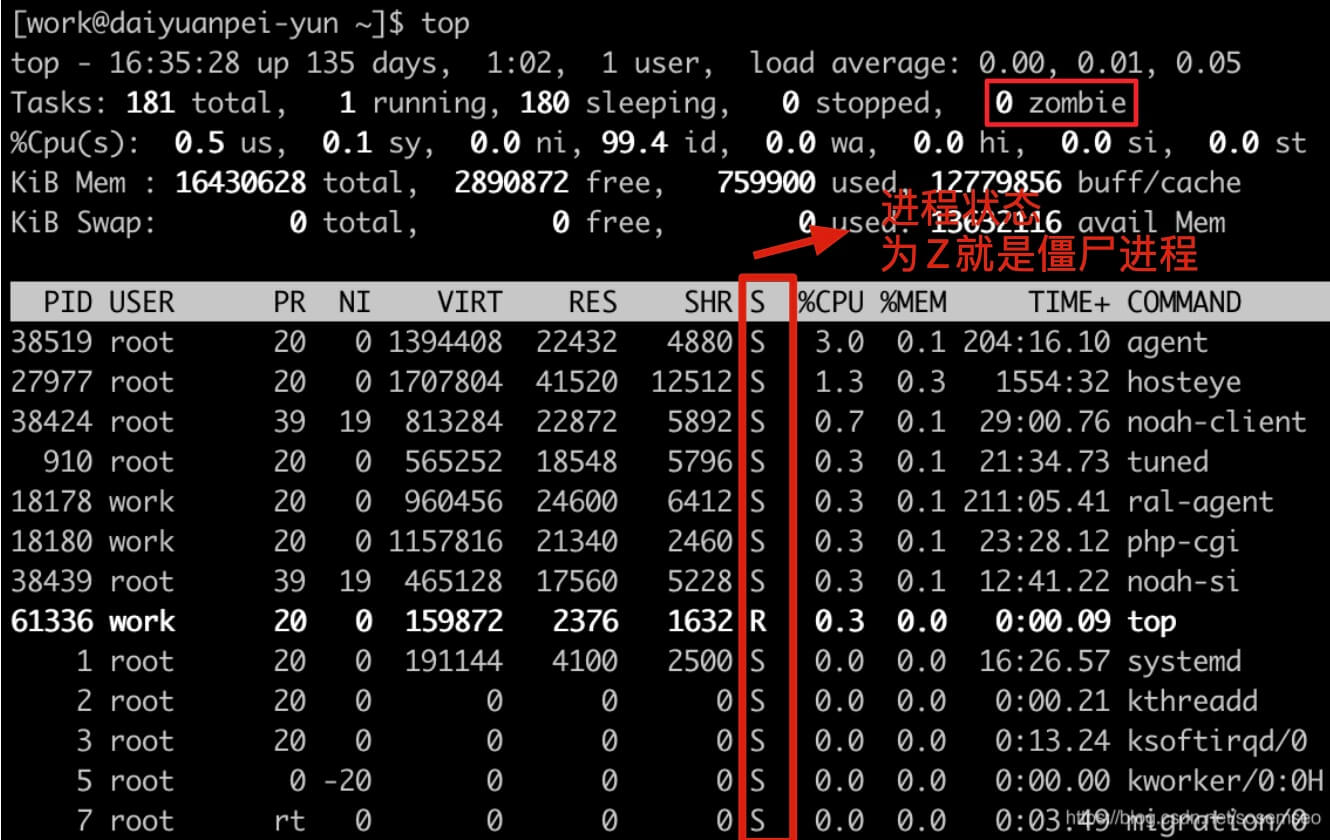 [work@daiyuanpei-yun ~]$ top
top - 16:35:28 up 135 days,  1:02,  1 user,  load average: 0.00, 0.01, 0.05
Tasks: 181 total,   1 running, 180 sleeping,   0 stopped,   0 zombie
%Cpu(s):  0.5 us,  0.1 sy,  0.0 ni, 99.4 id,  0.0 wa,  0.0 hi,  0.0 si,  0.0 st
KiB Mem : 16430628 total,  2890872 free,   759900 used, 12779856 buff/cache
KiB Swap:        0 total,        0 free,        0 used. 13632116 avail Mem
进程状态
为Z就是僵尸进程
PID USER      PR  NI    VIRT    RES    SHR S  %CPU %MEM     TIME+ COMMAND
38519 root      20   0 1394408  22432   4880 S   3.0  0.1 204:16.10 agent
27977 root      20   0 1707804  41520  12512 S   1.3  0.3   1554:32 hosteye
38424 root      39  19  813284  22872   5892 S   0.7  0.1  29:00.76 noah-client
910 root      20   0  565252  18548   5796 S   0.3  0.1  21:34.73 tuned
18178 work      20   0  960456  24600   6412 S   0.3  0.1 211:05.41 ral-agent
18180 work      20   0 1157816  21340   2460 S   0.3  0.1  23:28.12 php-cgi
38439 root      39  19  465128  17560   5228 S   0.3  0.1  12:41.22 noah-si
61336 work      20   0  159872   2376   1632 R   0.3  0.0   0:00.09 top
1 root      20   0  191144   4100   2500 S   0.0  0.0  16:26.57 systemd
2 root      20   0       0      0      0 S   0.0  0.0   0:00.21 kthreadd
3 root      20   0       0      0      0 S   0.0  0.0   0:13.24 ksoftirqd/0
5 root       0 -20       0      0      0 S   0.0  0.0   0:00.00 kworker/0:0H
7 root      rt   0       0      0      0 S   0.0  0.0   0:03.49 migration/0
https://blog.csdn.net/sosemseo